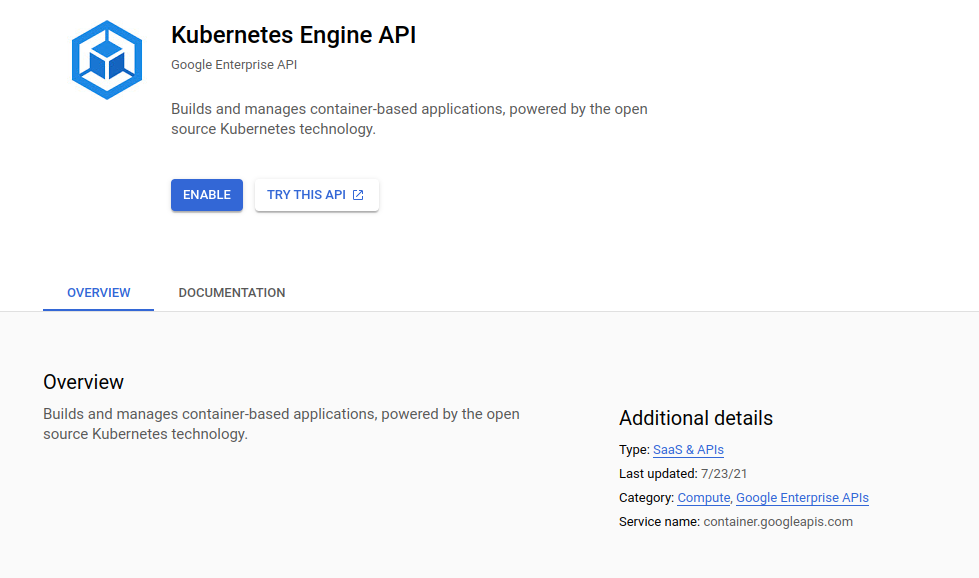 Kubernetes Engine API
Google Enterprise API
Builds and manages container-based applications, powered by the open
source Kubernetes technology.
ENABLE
TRY THIS API
OVERVIEW
DOCUMENTATION
Overview
Builds and manages container-based applications, powered by the open
source Kubernetes technology.
Additional details
Type: SaaS & APIs
Last updated: 7/23/21
Category: Compute, Google Enterprise APIs
Service name: container.googleapis.com